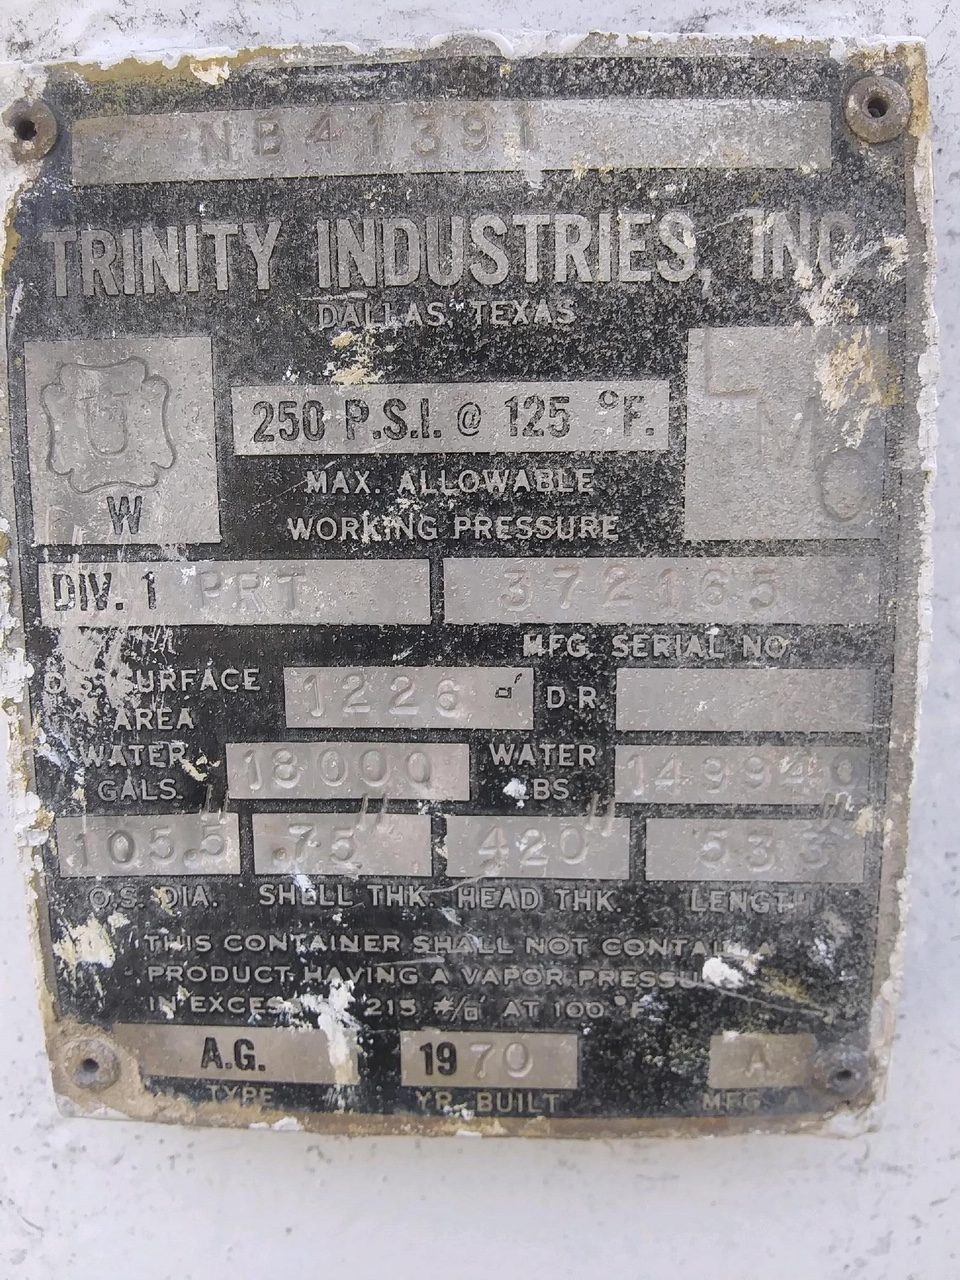 NB41391
TRINITY INDUSTRIES, INC.
DALLAS, TEXAS
U
W
250 P.S.I. @ 125 °F.
MAX. ALLOWABLE
WORKING PRESSURE
DIV. 1 PRT
372165
MFG. SERIAL NO.
O.S. SURFACE AREA 1226 D.R.
WATER GALS. 18000 WATER LBS. 149940
105.5" .75" .420" 533"
O.S. DIA. SHELL THK. HEAD THK. LENGTH
THIS CONTAINER SHALL NOT CONTAIN A
PRODUCT HAVING A VAPOR PRESSURE
IN EXCESS 215 #/□' AT 100 °F
A.G. 1970 A
TYPE YR. BUILT MFG. A